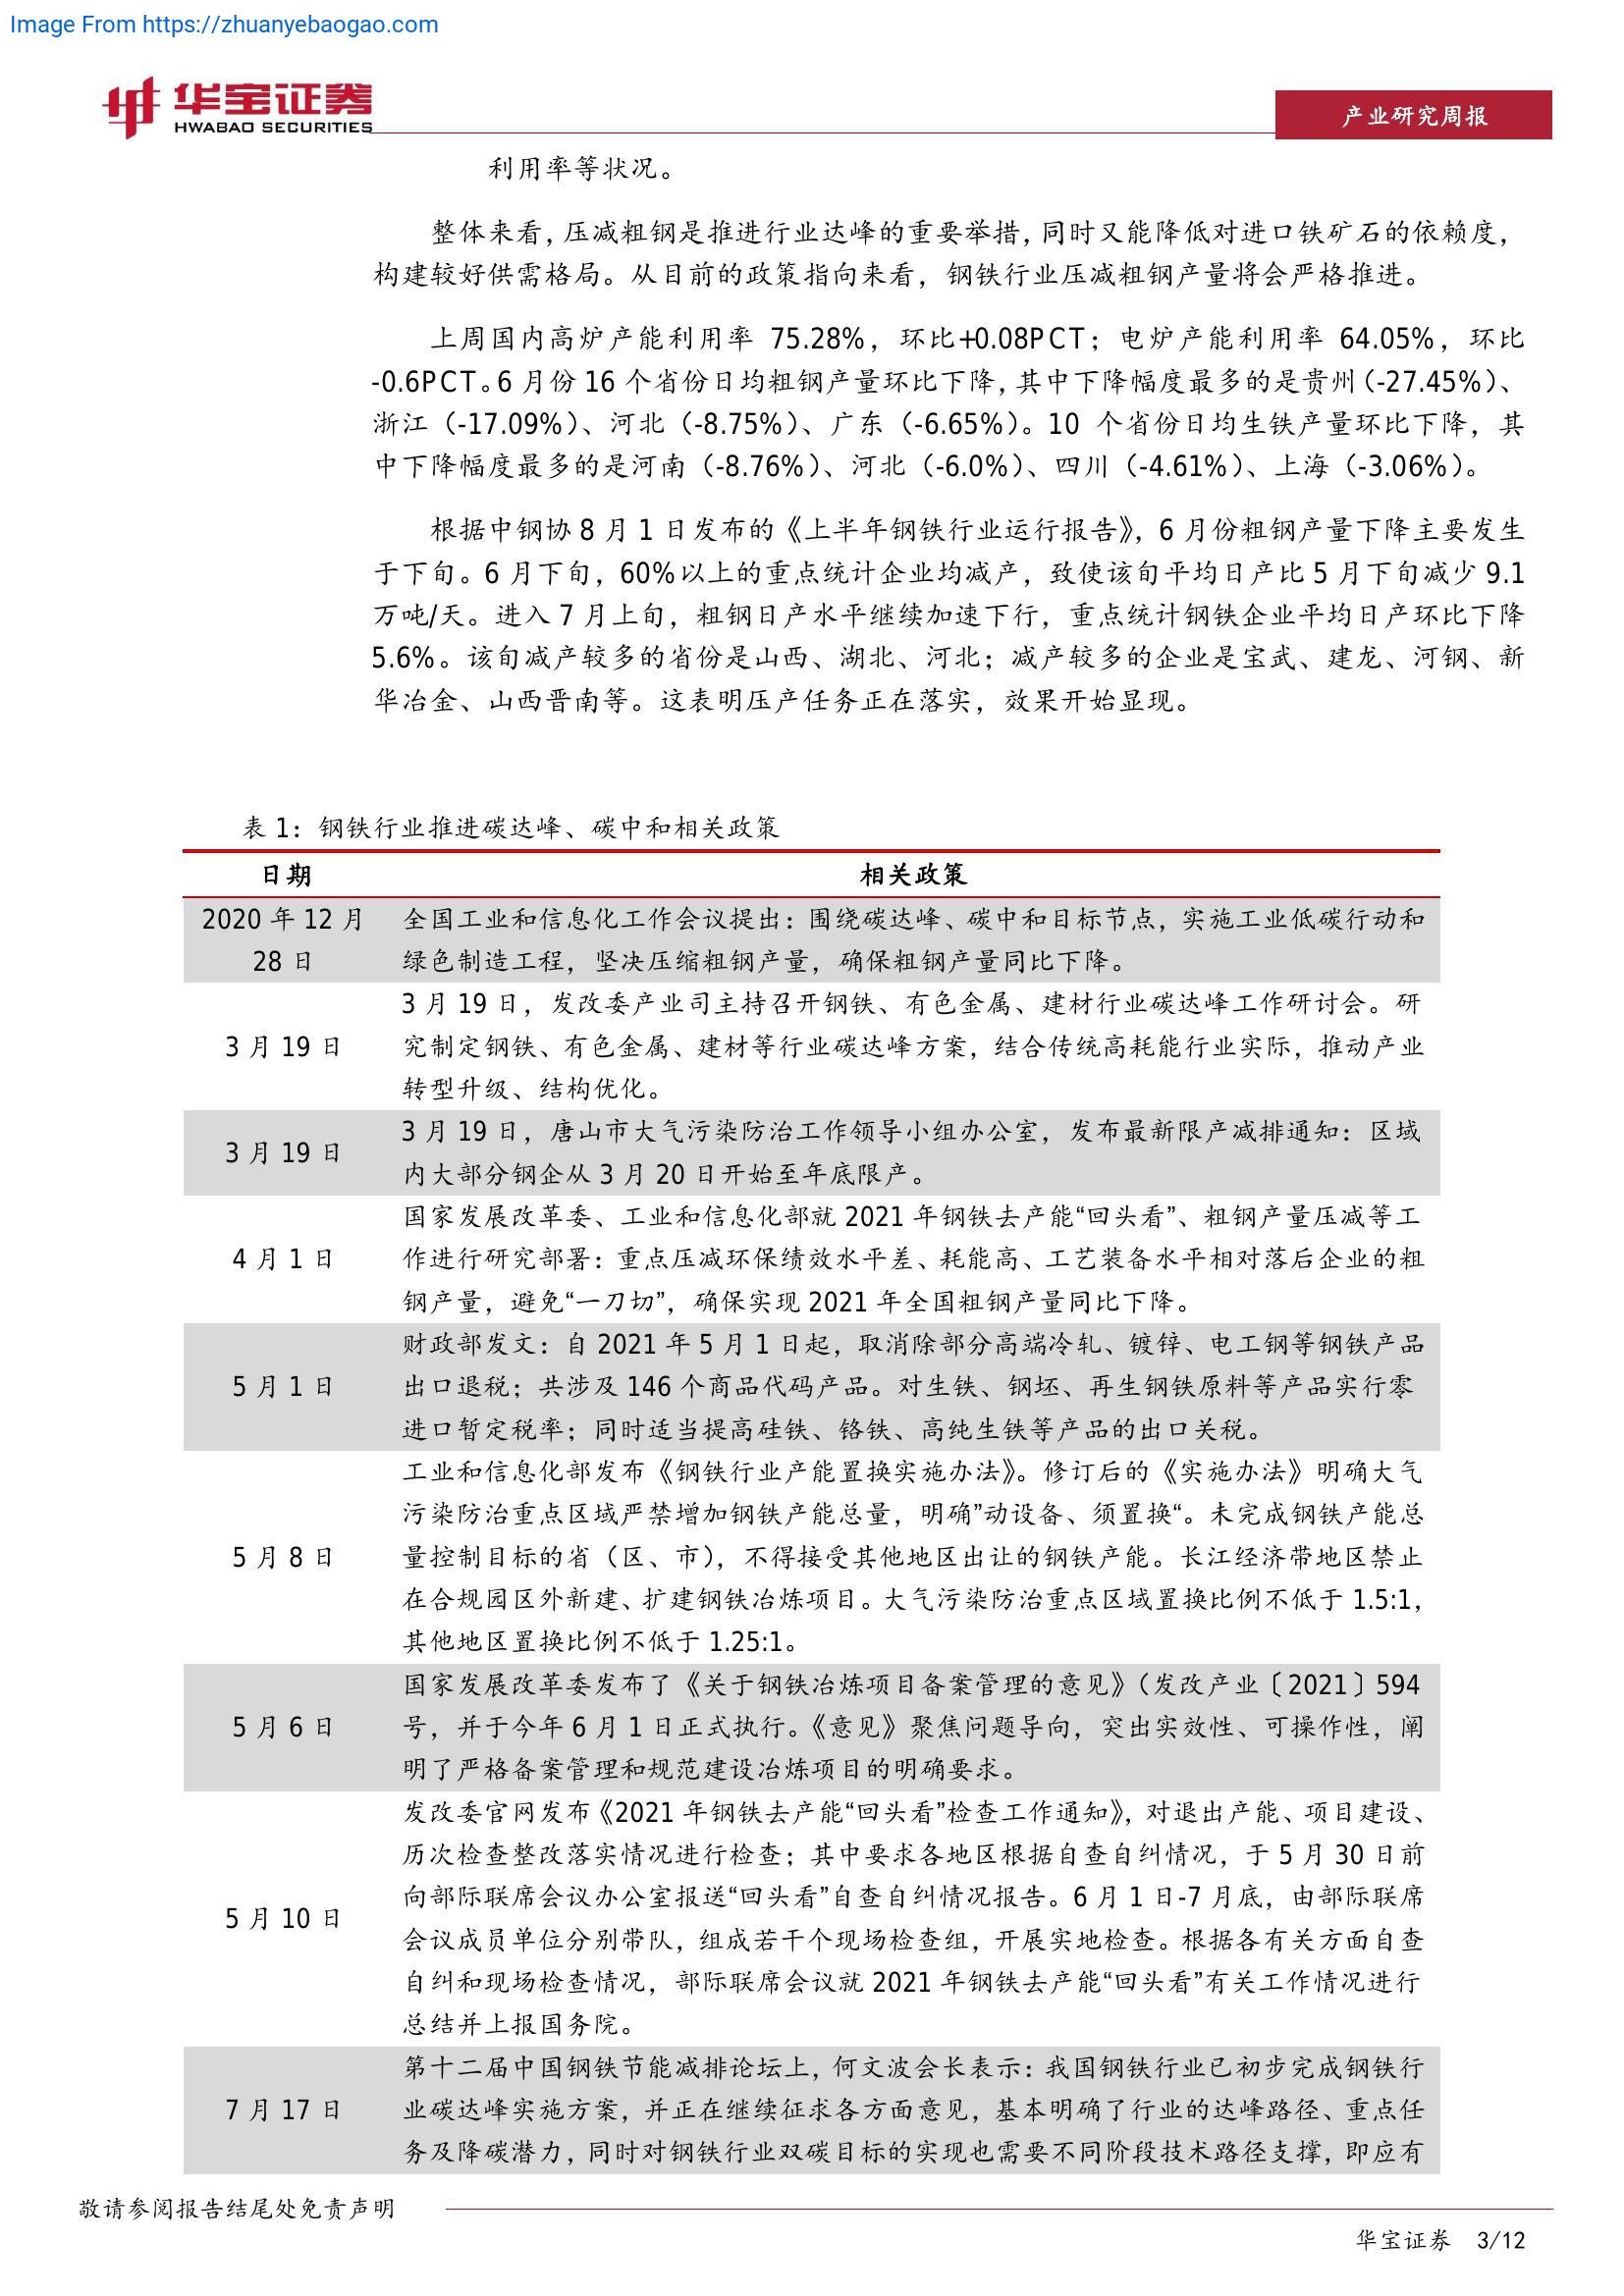 Image From https://zhuanyebaogao.com
华宝证券
HWABAO SECURITIES
产业研究周报
利用率等状况。
整体来看，压减粗钢是推进行业达峰的重要举措，同时又能降低对进口铁矿石的依赖度，
构建较好供需格局。从目前的政策指向来看，钢铁行业压减粗钢产量将会严格推进。
上周国内高炉产能利用率 75.28%，环比+0.08PCT；电炉产能利用率 64.05%，环比
-0.6PCT。6 月份 16 个省份日均粗钢产量环比下降，其中下降幅度最多的是贵州（-27.45%）、
浙江（-17.09%）、河北（-8.75%）、广东（-6.65%）。10 个省份日均生铁产量环比下降，其
中下降幅度最多的是河南（-8.76%）、河北（-6.0%）、四川（-4.61%）、上海（-3.06%）。
根据中钢协 8 月 1 日发布的《上半年钢铁行业运行报告》，6 月份粗钢产量下降主要发生
于下旬。6 月下旬，60%以上的重点统计企业均减产，致使该旬平均日产比 5 月下旬减少 9.1
万吨/天。进入 7 月上旬，粗钢日产水平继续加速下行，重点统计钢铁企业平均日产环比下降
5.6%。该旬减产较多的省份是山西、湖北、河北；减产较多的企业是宝武、建龙、河钢、新
华冶金、山西晋南等。这表明压产任务正在落实，效果开始显现。
表 1：钢铁行业推进碳达峰、碳中和相关政策
日期 相关政策
2020 年 12 月
28 日
全国工业和信息化工作会议提出：围绕碳达峰、碳中和目标节点，实施工业低碳行动和
绿色制造工程，坚决压缩粗钢产量，确保粗钢产量同比下降。
3 月 19 日
3 月 19 日，发改委产业司主持召开钢铁、有色金属、建材行业碳达峰工作研讨会。研
究制定钢铁、有色金属、建材等行业碳达峰方案，结合传统高耗能行业实际，推动产业
转型升级、结构优化。
3 月 19 日
3 月 19 日，唐山市大气污染防治工作领导小组办公室，发布最新限产减排通知：区域
内大部分钢企从 3 月 20 日开始至年底限产。
4 月 1 日
国家发展改革委、工业和信息化部就 2021 年钢铁去产能“回头看”、粗钢产量压减等工
作进行研究部署：重点压减环保绩效水平差、耗能高、工艺装备水平相对落后企业的粗
钢产量，避免“一刀切”，确保实现 2021 年全国粗钢产量同比下降。
5 月 1 日
财政部发文：自 2021 年 5 月 1 日起，取消除部分高端冷轧、镀锌、电工钢等钢铁产品
出口退税；共涉及 146 个商品代码产品。对生铁、钢坯、再生钢铁原料等产品实行零
进口暂定税率；同时适当提高硅铁、铬铁、高纯生铁等产品的出口关税。
5 月 8 日
工业和信息化部发布《钢铁行业产能置换实施办法》。修订后的《实施办法》明确大气
污染防治重点区域严禁增加钢铁产能总量，明确”动设备、须置换“。未完成钢铁产能总
量控制目标的省（区、市），不得接受其他地区出让的钢铁产能。长江经济带地区禁止
在合规园区外新建、扩建钢铁冶炼项目。大气污染防治重点区域置换比例不低于 1.5:1，
其他地区置换比例不低于 1.25:1。
5 月 6 日
国家发展改革委发布了《关于钢铁冶炼项目备案管理的意见》（发改产业〔2021〕594
号，并于今年 6 月 1 日正式执行。《意见》聚焦问题导向，突出实效性、可操作性，阐
明了严格备案管理和规范建设冶炼项目的明确要求。
5 月 10 日
发改委官网发布《2021 年钢铁去产能“回头看”检查工作通知》，对退出产能、项目建设、
历次检查整改落实情况进行检查；其中要求各地区根据自查自纠情况，于 5 月 30 日前
向部际联席会议办公室报送“回头看”自查自纠情况报告。6 月 1 日-7 月底，由部际联席
会议成员单位分别带队，组成若干个现场检查组，开展实地检查。根据各有关方面自查
自纠和现场检查情况，部际联席会议就 2021 年钢铁去产能“回头看”有关工作情况进行
总结并上报国务院。
7 月 17 日
第十二届中国钢铁节能减排论坛上，何文波会长表示：我国钢铁行业已初步完成钢铁行
业碳达峰实施方案，并正在继续征求各方面意见，基本明确了行业的达峰路径、重点任
务及降碳潜力，同时对钢铁行业双碳目标的实现也需要不同阶段技术路径支撑，即应有
敬请参阅报告结尾处免责声明
华宝证券 3/12